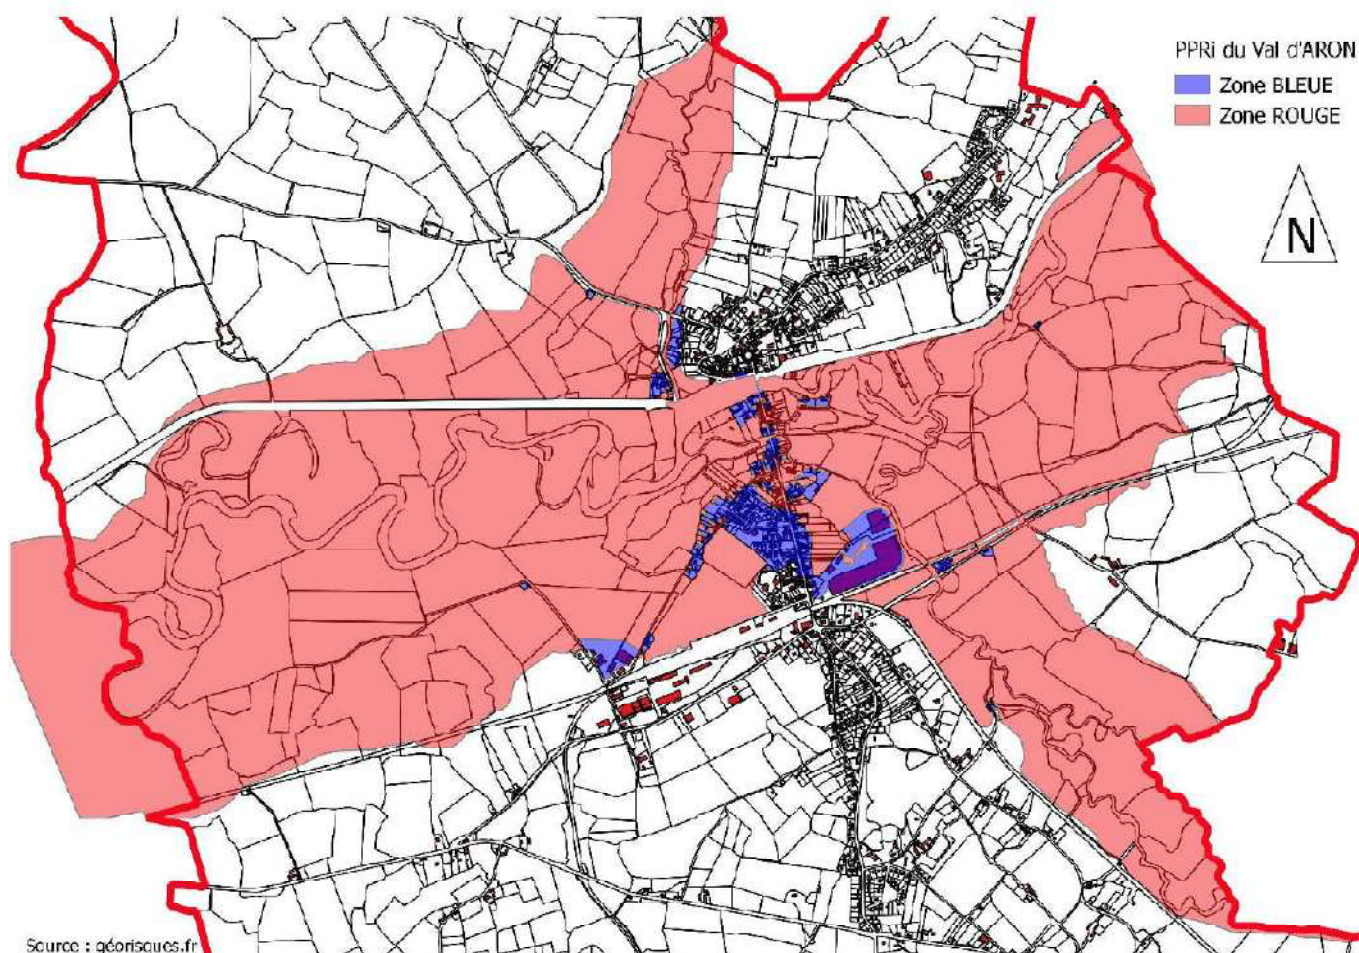 PPRi du Val d'ARON
Zone BLEUE
Zone ROUGE
N
Source : géorisques.fr